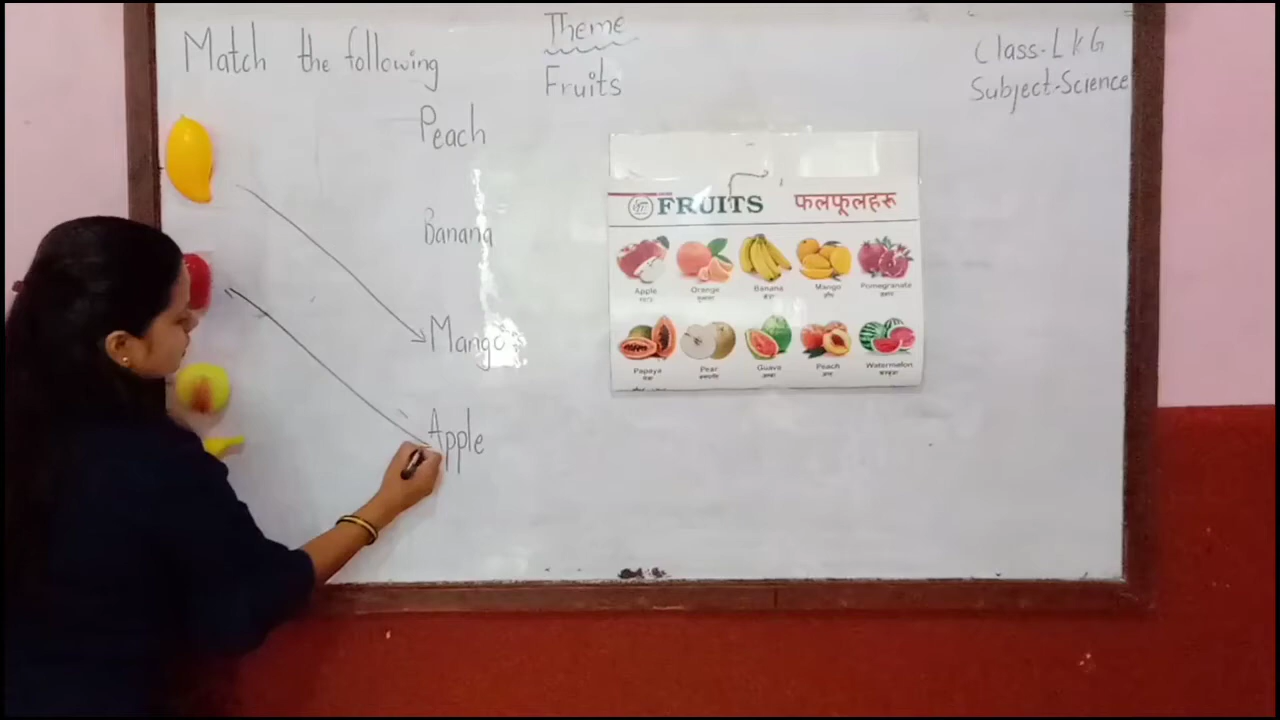 Match the following
Theme
Fruits
Class-LKG
Subject-Science
Peach
Banana
Mango
Apple
FRUITS फलफूलहरू
Apple Orange Banana Mango Pomegranate
Papaya Pear Guava Peach Watermelon